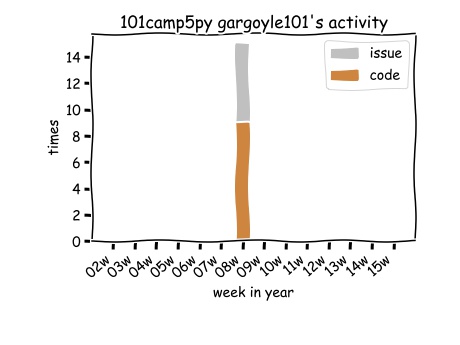 101camp5py gargoyle101's activity
issue
code
14
12
10
8
6
4
2
0
times
02w 03w 04w 05w 06w 07w 08w 09w 10w 11w 12w 13w 14w 15w
week in year